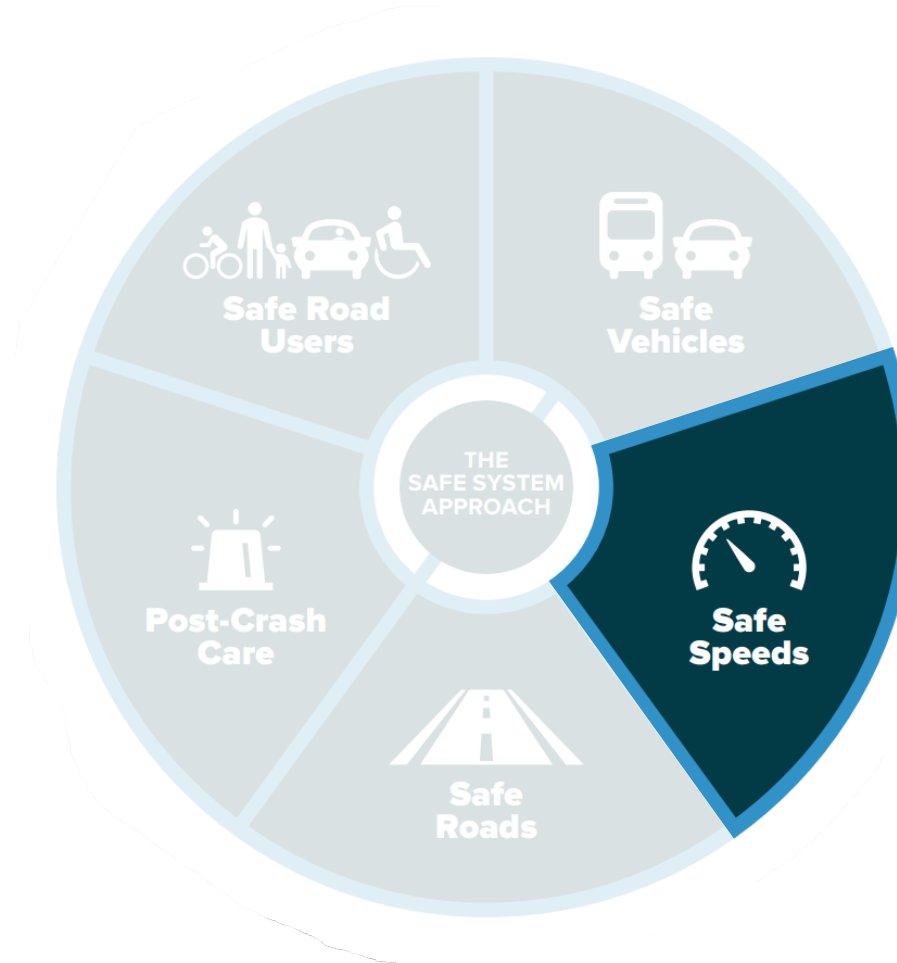 Safe Road
Users
Safe
Vehicles
THE
SAFE SYSTEM
APPROACH
Post-Crash
Care
Safe
Speeds
Safe
Roads